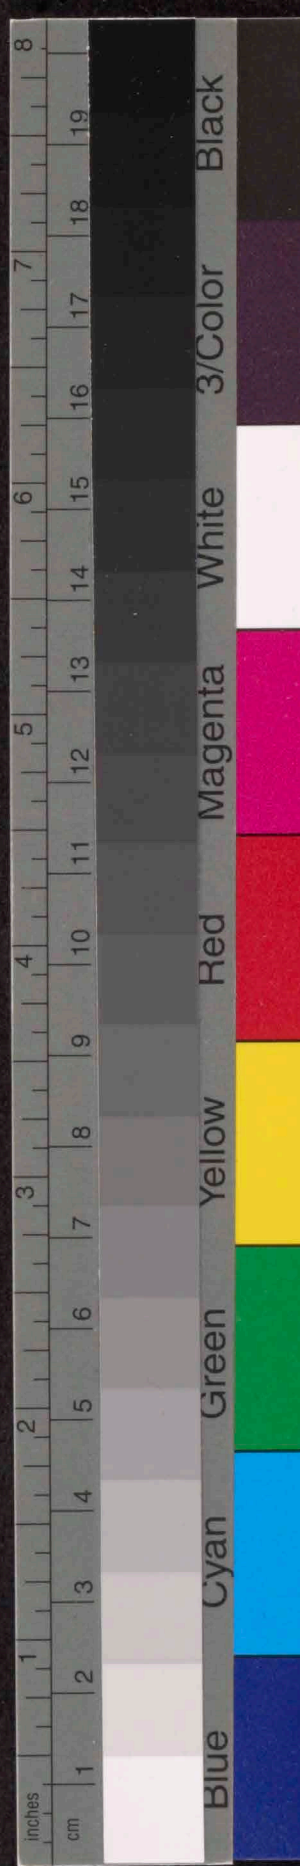 inches 1 2 3 4 5 6 7 8
cm 1 2 3 4 5 6 7 8 9 10 11 12 13 14 15 16 17 18 19
Blue Cyan Green Yellow Red Magenta White 3/Color Black